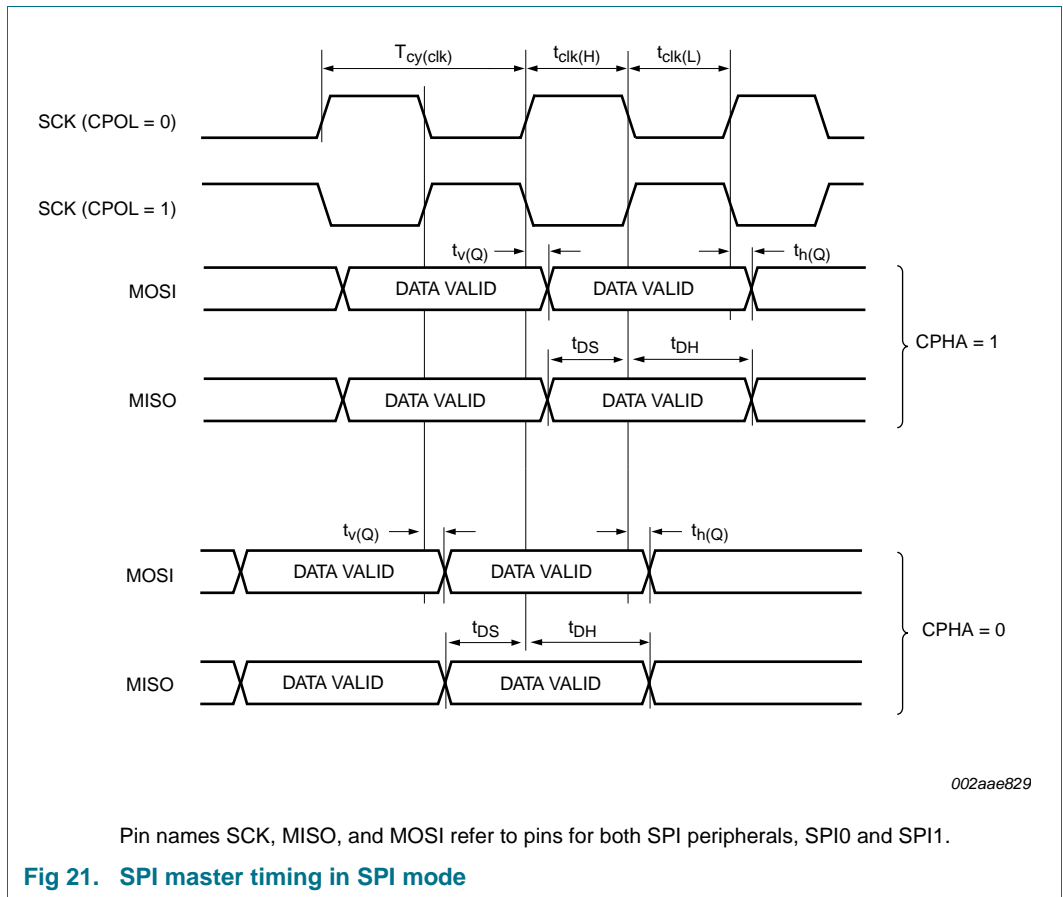 Tcy(clk) tclk(H) tclk(L)
SCK (CPOL = 0)
SCK (CPOL = 1)
tv(Q) th(Q)
MOSI DATA VALID DATA VALID
CPHA = 1
tDS tDH
MISO DATA VALID DATA VALID
tv(Q) th(Q)
MOSI DATA VALID DATA VALID
CPHA = 0
tDS tDH
MISO DATA VALID DATA VALID
002aae829
Pin names SCK, MISO, and MOSI refer to pins for both SPI peripherals, SPI0 and SPI1.
Fig 21. SPI master timing in SPI mode